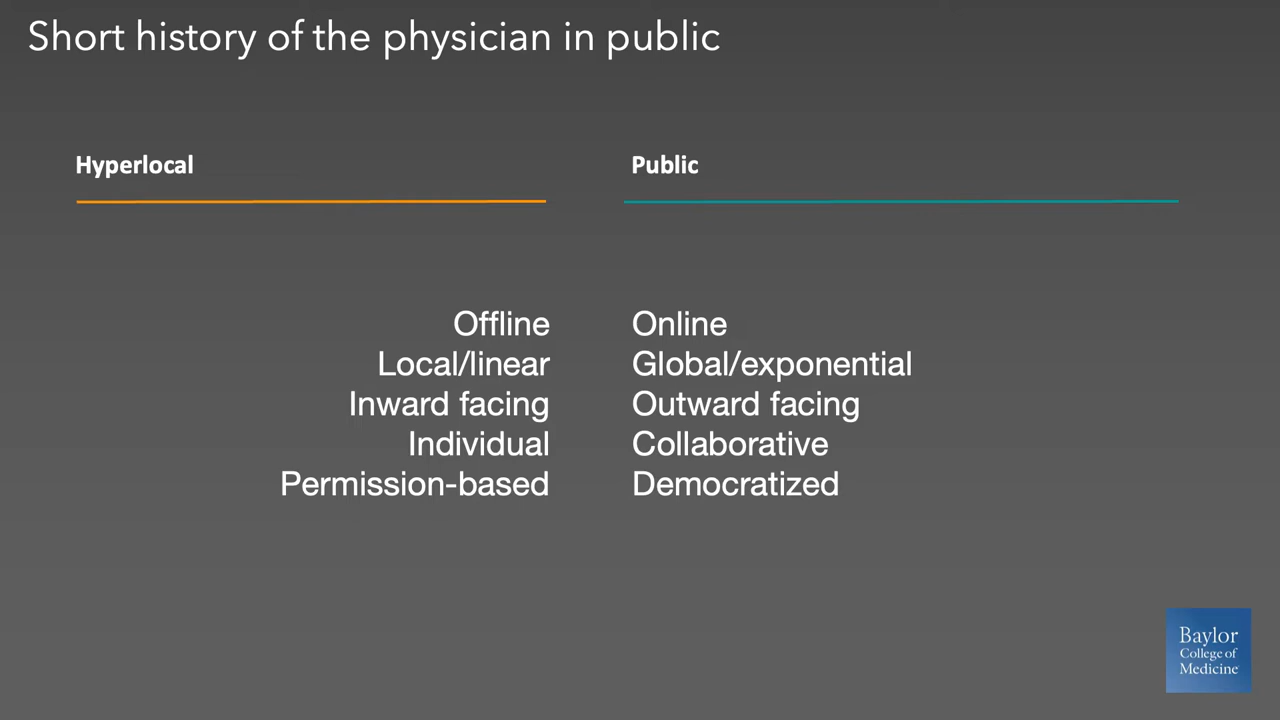 Short history of the physician in public
Hyperlocal
Public
Offline
Online
Local/linear
Global/exponential
Inward facing
Outward facing
Individual
Collaborative
Permission-based
Democratized
Baylor
College of
Medicine